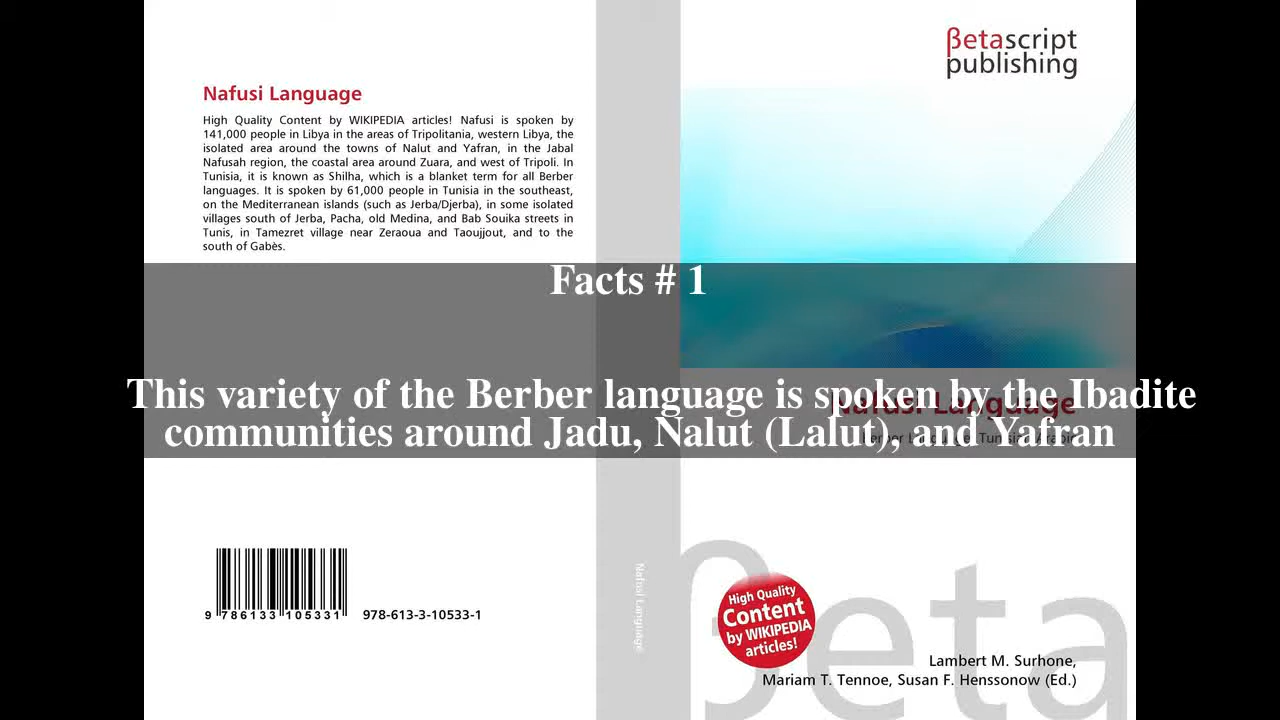 βetascript
publishing
Nafusi Language
High Quality Content by WIKIPEDIA articles! Nafusi is spoken by
141,000 people in Libya in the areas of Tripolitania, western Libya, the
isolated area around the towns of Nalut and Yafran, in the Jabal
Nafusah region, the coastal area around Zuara, and west of Tripoli. In
Tunisia, it is known as Shilha, which is a blanket term for all Berber
languages. It is spoken by 61,000 people in Tunisia in the southeast,
on the Mediterranean islands (such as Jerba/Djerba), in some isolated
villages south of Jerba, Pacha, old Medina, and Bab Souika streets in
Tunis, in Tamezret village near Zeraoua and Taoujjout, and to the
south of Gabès.
Facts # 1
This variety of the Berber language is spoken by the Ibadite
communities around Jadu, Nalut (Lalut), and Yafran
Nafusi Language
9 786133 105331
978-613-3-10533-1
Nafusi Language
High Quality
Content
by WIKIPEDIA
articles!
βeta
Lambert M. Surhone,
Mariam T. Tennoe, Susan F. Henssonow (Ed.)